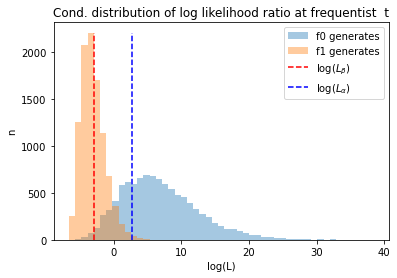 Cond. distribution of log likelihood ratio at frequentist  t
f0 generates
f1 generates
log(L_β)
log(L_α)
n
2000
1500
1000
500
0
0
10
20
30
40
log(L)